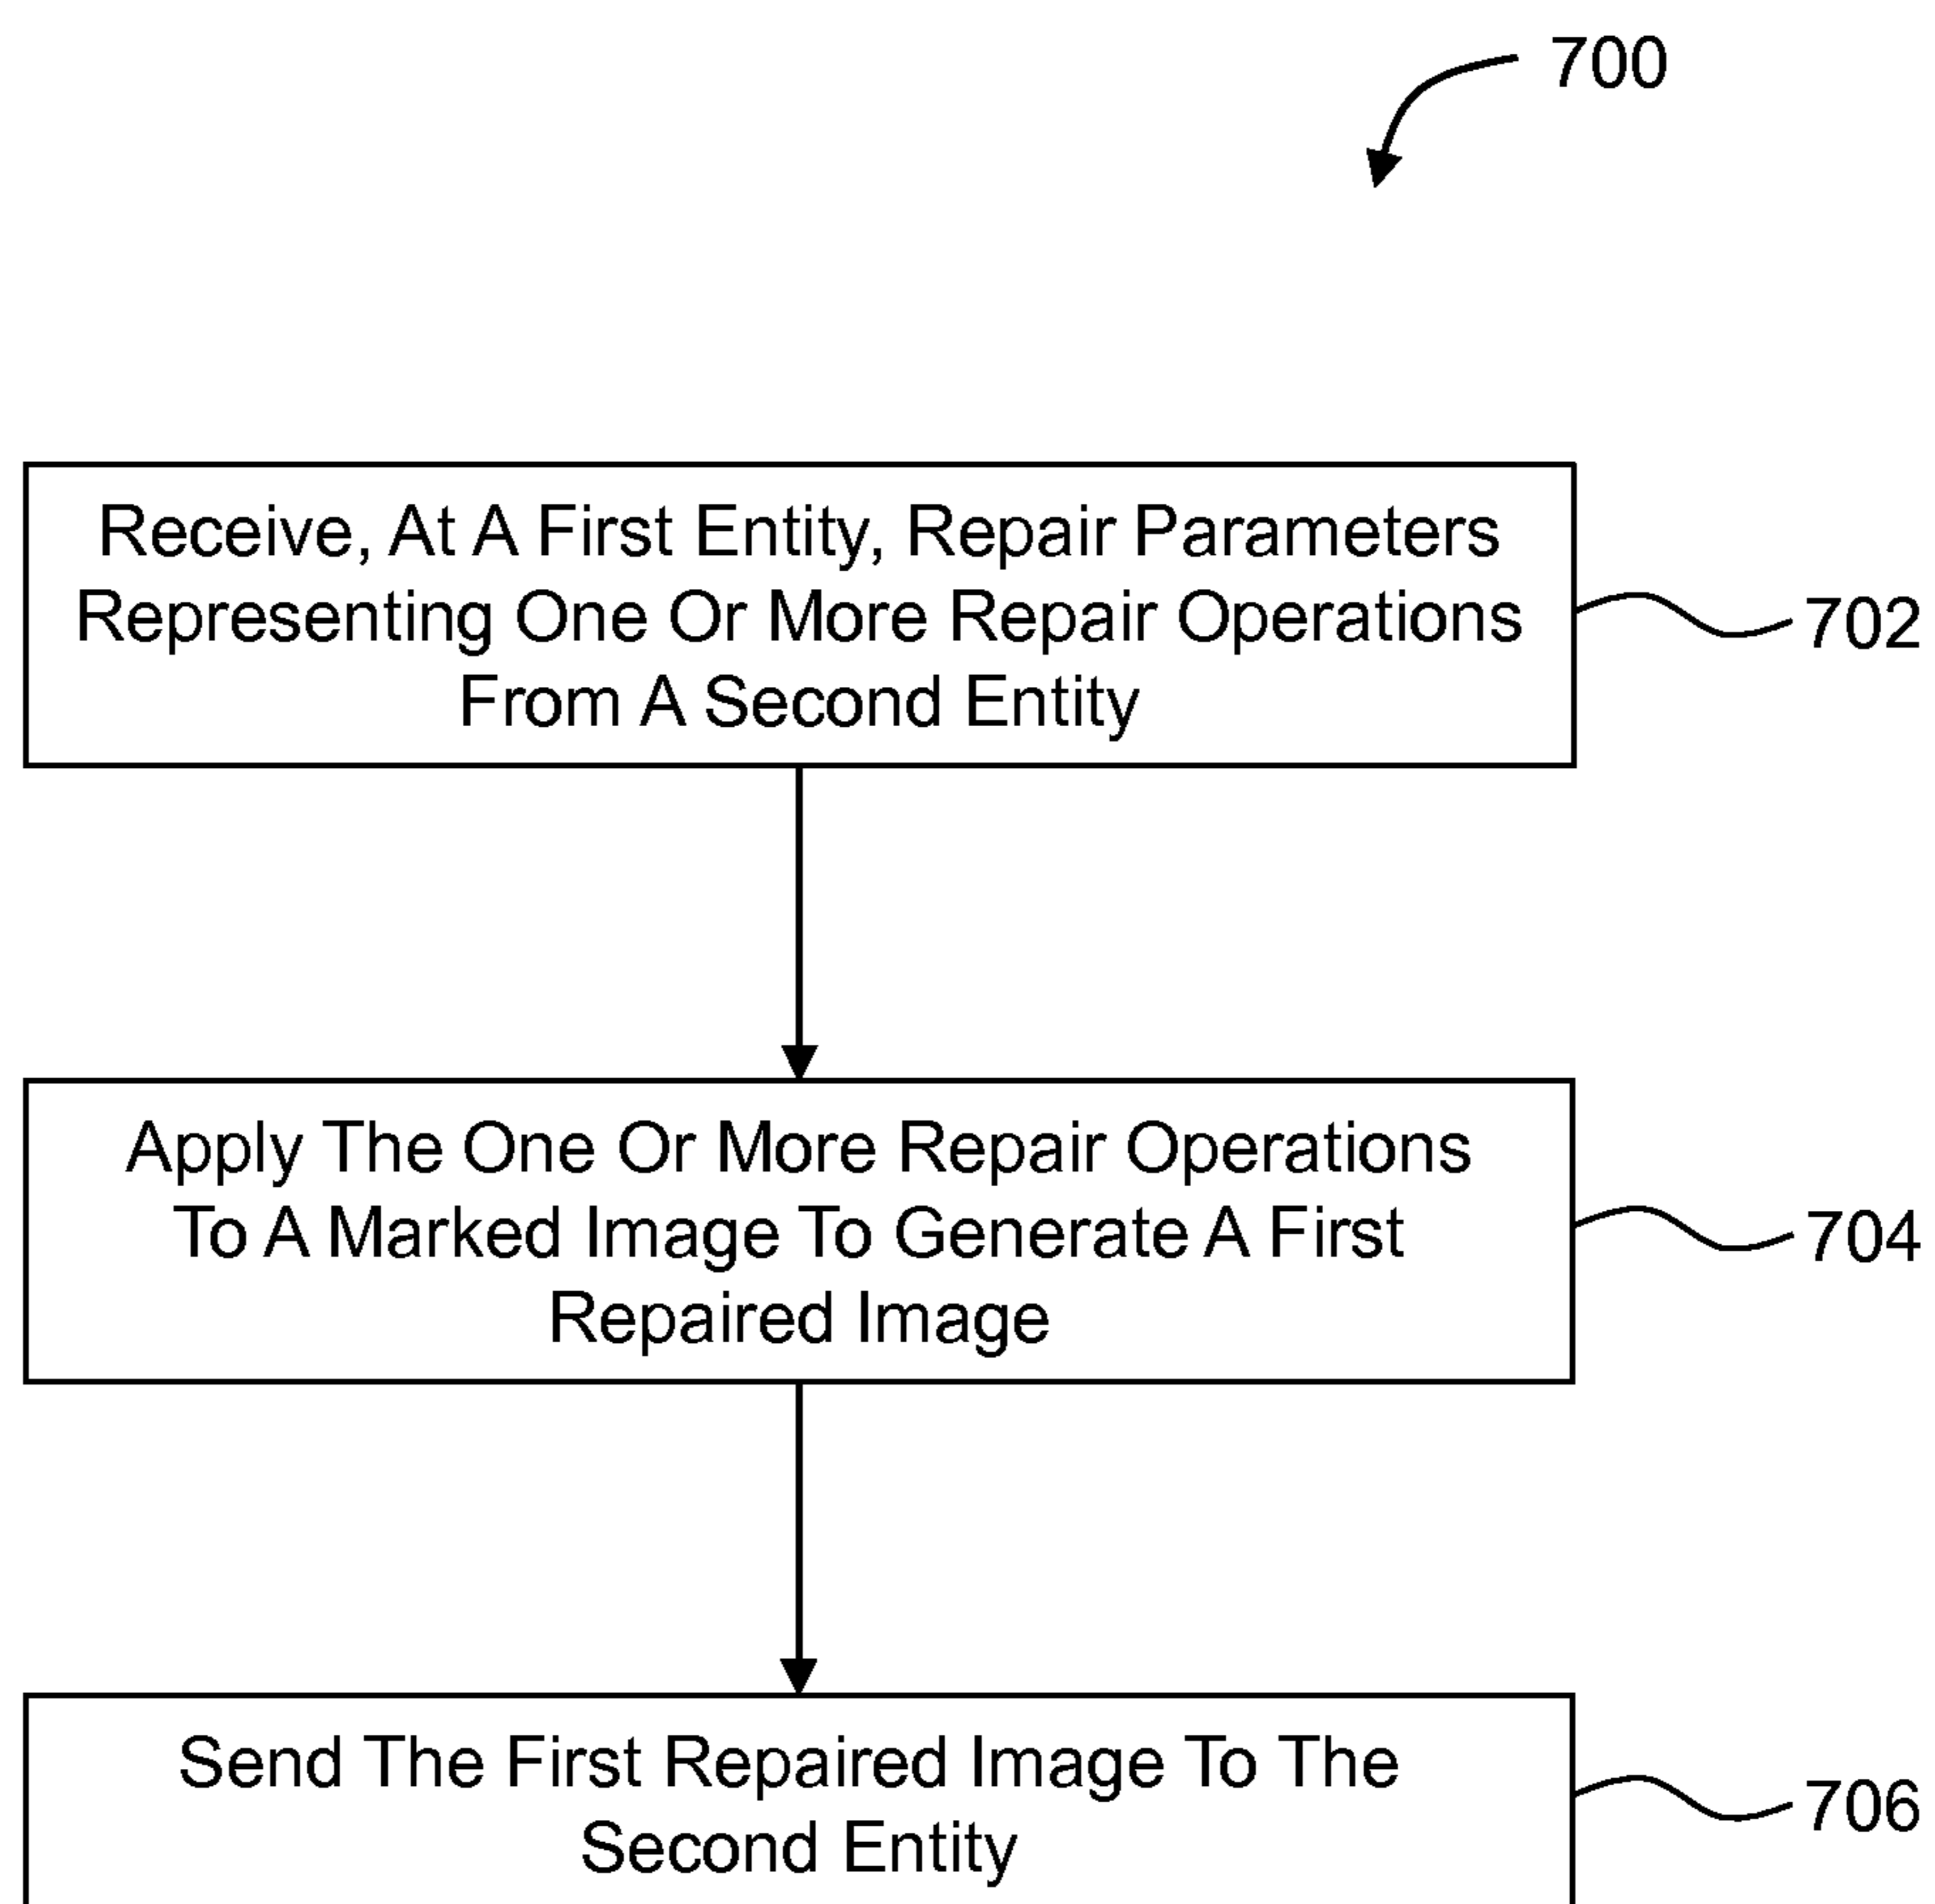 700
Receive, At A First Entity, Repair Parameters
Representing One Or More Repair Operations
From A Second Entity
702
Apply The One Or More Repair Operations
To A Marked Image To Generate A First
Repaired Image
704
Send The First Repaired Image To The
Second Entity
706